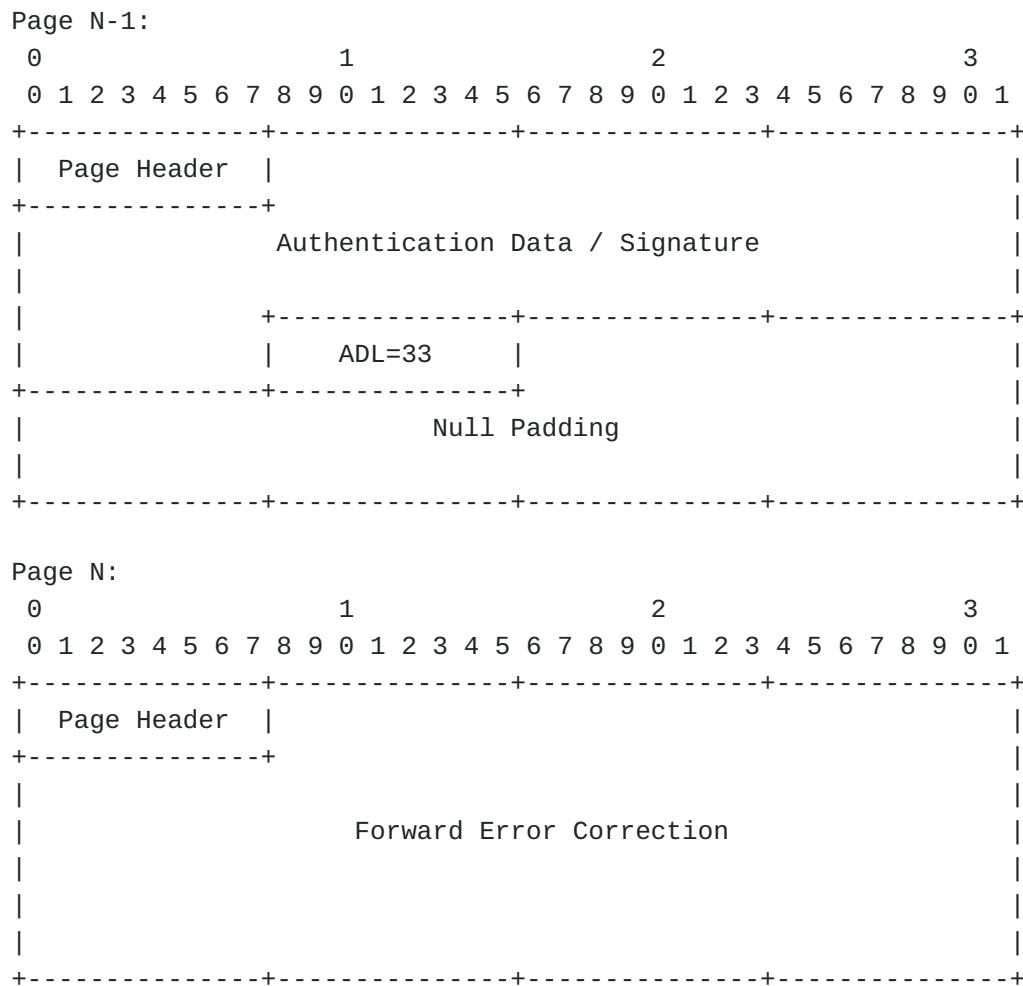 Page N-1:
 0                   1                   2                   3
 0 1 2 3 4 5 6 7 8 9 0 1 2 3 4 5 6 7 8 9 0 1 2 3 4 5 6 7 8 9 0 1
+---------------+---------------+---------------+---------------+
|  Page Header  |                                               |
+---------------+                                               |
|                Authentication Data / Signature                |
|                                                               |
|               +---------------+---------------+---------------+
|               |    ADL=33     |                               |
+---------------+---------------+                               |
|                          Null Padding                         |
|                                                               |
+---------------+---------------+---------------+---------------+

Page N:
 0                   1                   2                   3
 0 1 2 3 4 5 6 7 8 9 0 1 2 3 4 5 6 7 8 9 0 1 2 3 4 5 6 7 8 9 0 1
+---------------+---------------+---------------+---------------+
|  Page Header  |                                               |
+---------------+                                               |
|                                                               |
|                     Forward Error Correction                  |
|                                                               |
|                                                               |
|                                                               |
+---------------+---------------+---------------+---------------+